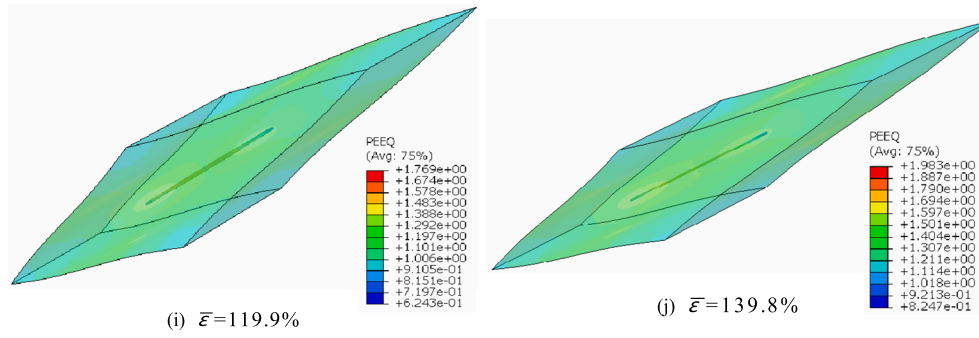 PEEQ
(Avg: 75%)
+1.769e+00
+1.674e+00
+1.578e+00
+1.483e+00
+1.388e+00
+1.292e+00
+1.197e+00
+1.101e+00
+1.006e+00
+9.105e-01
+8.151e-01
+7.197e-01
+6.243e-01
(i) ε̅=119.9%
PEEQ
(Avg: 75%)
+1.983e+00
+1.887e+00
+1.790e+00
+1.694e+00
+1.597e+00
+1.501e+00
+1.404e+00
+1.307e+00
+1.211e+00
+1.114e+00
+1.018e+00
+9.213e-01
+8.247e-01
(j) ε̅=139.8%